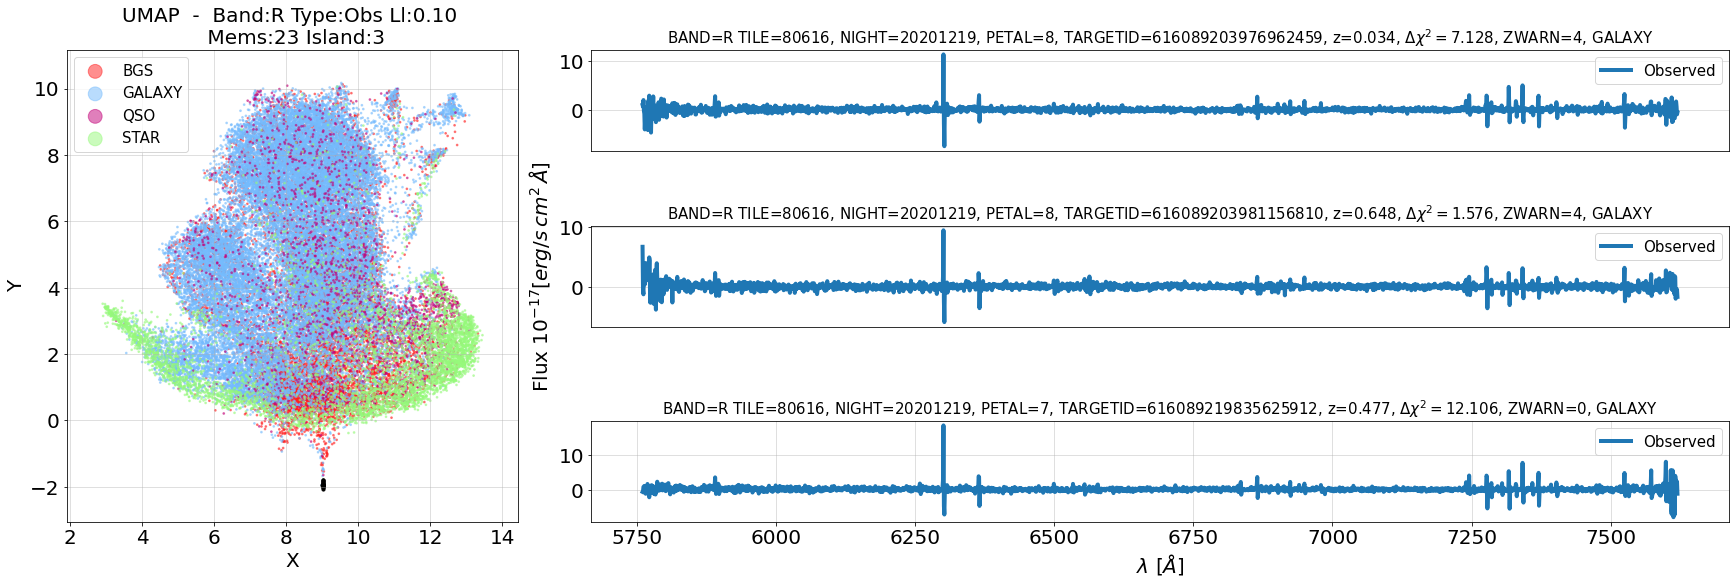 UMAP - Band:R Type:Obs Ll:0.10
Mems:23 Island:3
BGS
GALAXY
QSO
STAR
10
8
6
4
2
0
−2
Y
2
4
6
8
10
12
14
X
Flux 10^{-17}[erg/s cm^2 Å]
BAND=R TILE=80616, NIGHT=20201219, PETAL=8, TARGETID=616089203976962459, z=0.034, Δχ² = 7.128, ZWARN=4, GALAXY
Observed
10
0
BAND=R TILE=80616, NIGHT=20201219, PETAL=8, TARGETID=616089203981156810, z=0.648, Δχ² = 1.576, ZWARN=4, GALAXY
Observed
10
0
BAND=R TILE=80616, NIGHT=20201219, PETAL=7, TARGETID=616089219835625912, z=0.477, Δχ² = 12.106, ZWARN=0, GALAXY
Observed
10
0
5750
6000
6250
6500
6750
7000
7250
7500
λ [Å]